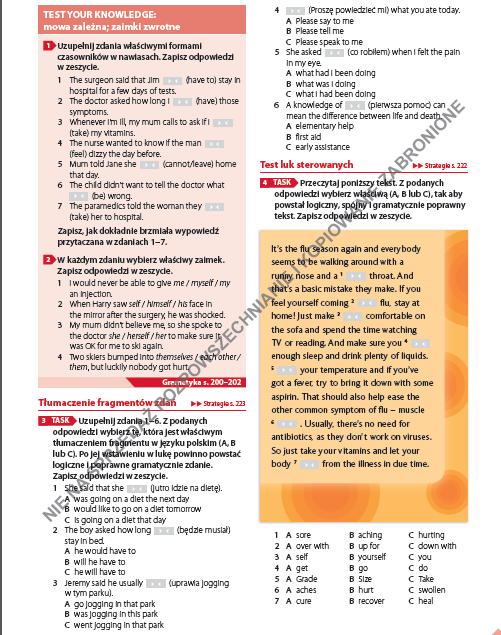 TEST YOUR KNOWLEDGE:
mowa zależna; zaimki zwrotne
1 Uzupełnij zdania właściwymi formami
czasowników w nawiasach. Zapisz odpowiedzi
w zeszycie.
1 The surgeon said that Jim (have to) stay in
hospital for a few days of tests.
2 The doctor asked how long I (have) those
symptoms.
3 Whenever I'm ill, my mum calls to ask if I
(take) my vitamins.
4 The nurse wanted to know if the man
(feel) dizzy the day before.
5 Mum told Jane she (cannot/leave) home
that day.
6 The child didn't want to tell the doctor what
(be) wrong.
7 The paramedics told the woman they
(take) her to hospital.
Zapisz, jak dokładnie brzmiała wypowiedź
przytaczana w zdaniach 1–7.
2 W każdym zdaniu wybierz właściwy zaimek.
Zapisz odpowiedzi w zeszycie.
1 I would never be able to give me / myself / my
an injection.
2 When Harry saw self / himself / his face in
the mirror after the surgery, he was shocked.
3 My mum didn't believe me, so she spoke to
the doctor she / herself / her to make sure it
was OK for me to ski again.
4 Two skiers bumped into themselves / each other /
them, but luckily nobody got hurt.
Gramatyka s. 200–202
Tłumaczenie fragmentów zdań
Strategie s. 223
3 TASK Uzupełnij zdania 1–6. Z podanych
odpowiedzi wybierz tę, która jest właściwym
tłumaczeniem fragmentu w języku polskim (A, B
lub C). Po jej wstawieniu w lukę powinno powstać
logiczne i poprawne gramatycznie zdanie.
Zapisz odpowiedzi w zeszycie.
1 She said that she (jutro idzie na dietę).
A was going on a diet the next day
B would like to go on a diet tomorrow
C is going on a diet that day
2 The boy asked how long (będzie musiał)
stay in bed.
A he would have to
B will he have to
C he will have to
3 Jeremy said he usually (uprawia jogging
w tym parku).
A go jogging in that park
B was jogging in this park
C went jogging in that park
4 (Proszę powiedzieć mi) what you ate today.
A Please say to me
B Please tell me
C Please speak to me
5 She asked (co robiłem) when I felt the pain
in my eye.
A what had I been doing
B what was I doing
C what I had been doing
6 A knowledge of (pierwsza pomoc) can
mean the difference between life and death.
A elementary help
B first aid
C early assistance
Test luk sterowanych
Strategie s. 222
4 TASK Przeczytaj poniższy tekst. Z podanych
odpowiedzi wybierz właściwą (A, B lub C), tak aby
powstał logiczny, spójny i gramatycznie poprawny
tekst. Zapisz odpowiedzi w zeszycie.
It's the flu season again and everybody
seems to be walking around with a
runny nose and a 1 throat. And
that's a basic mistake they make. If you
feel yourself coming 2 flu, stay at
home! Just make 3 comfortable on
the sofa and spend the time watching
TV or reading. And make sure you 4
enough sleep and drink plenty of liquids.
5 your temperature and if you've
got a fever, try to bring it down with some
aspirin. That should also help ease the
other common symptom of flu – muscle
6 . Usually, there's no need for
antibiotics, as they don't work on viruses.
So just take your vitamins and let your
body 7 from the illness in due time.
1 A sore B aching C hurting
2 A over with B up for C down with
3 A self B yourself C you
4 A get B go C do
5 A Grade B Size C Take
6 A aches B hurt C swollen
7 A cure B recover C heal
NIE NA SPRZEDAŻ I ROZPOWSZECHNIANIE I KOPIOWANIE ZABRONIONE